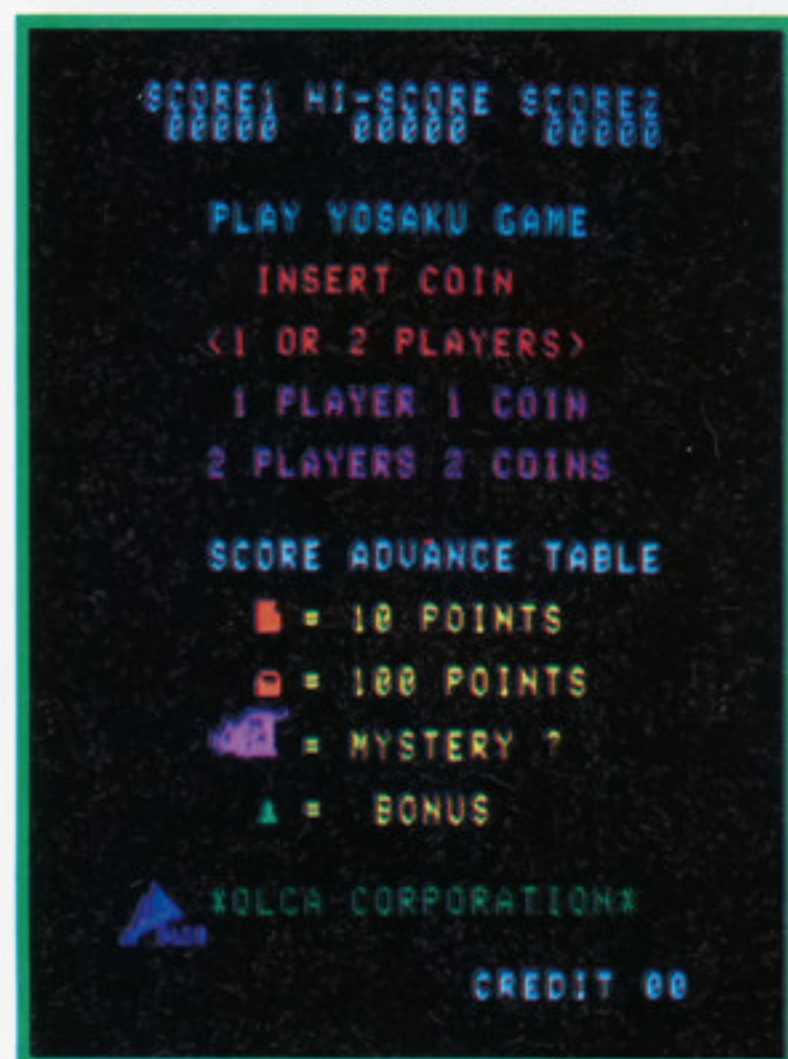 SCORE1 HI-SCORE SCORE2
00000 00000 00000
PLAY YOSAKU GAME
INSERT COIN
<1 OR 2 PLAYERS>
1 PLAYER 1 COIN
2 PLAYERS 2 COINS
SCORE ADVANCE TABLE
= 10 POINTS
= 100 POINTS
= MYSTERY ?
= BONUS
*OLCA CORPORATION*
CREDIT 00